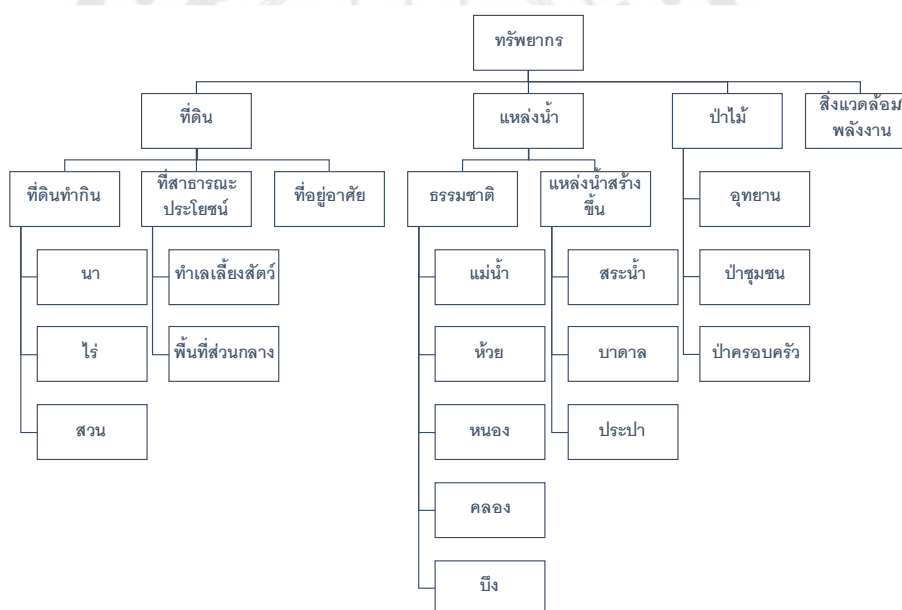 ทรัพยากร
ที่ดิน
แหล่งน้ำ
ป่าไม้
สิ่งแวดล้อม/
พลังงาน
ที่ดินทำกิน
ที่สาธารณะ
ประโยชน์
ที่อยู่อาศัย
ธรรมชาติ
แหล่งน้ำสร้าง
ขึ้น
อุทยาน
นา
ทำเลเลี้ยงสัตว์
แม่น้ำ
สระน้ำ
ป่าชุมชน
ไร่
พื้นที่ส่วนกลาง
ห้วย
บาดาล
ป่าครอบครัว
สวน
หนอง
ประปา
คลอง
บึง